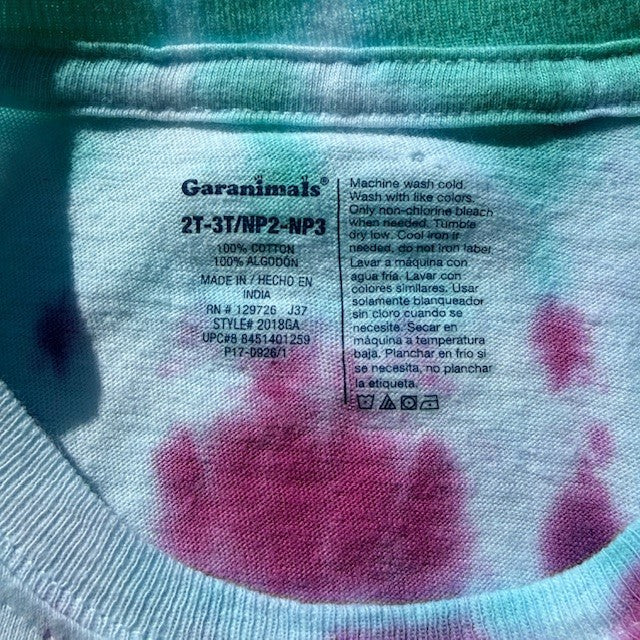 Garanimals®
2T-3T/NP2-NP3
100% COTTON
100% ALGODÓN
MADE IN / HECHO EN
INDIA
RN # 129726 J37
STYLE# 2018GA
UPC#8 8451401259
P17-0926/1
Machine wash cold.
Wash with like colors.
Only non-chlorine bleach
when needed. Tumble
dry low. Cool iron if
needed, do not iron label.
Lavar a máquina con
agua fría. Lavar con
colores similares. Usar
solamente blanqueador
sin cloro cuando se
necesite. Secar en
máquina a temperatura
baja. Planchar en frio si
se necesita, no planchar
la etiqueta.